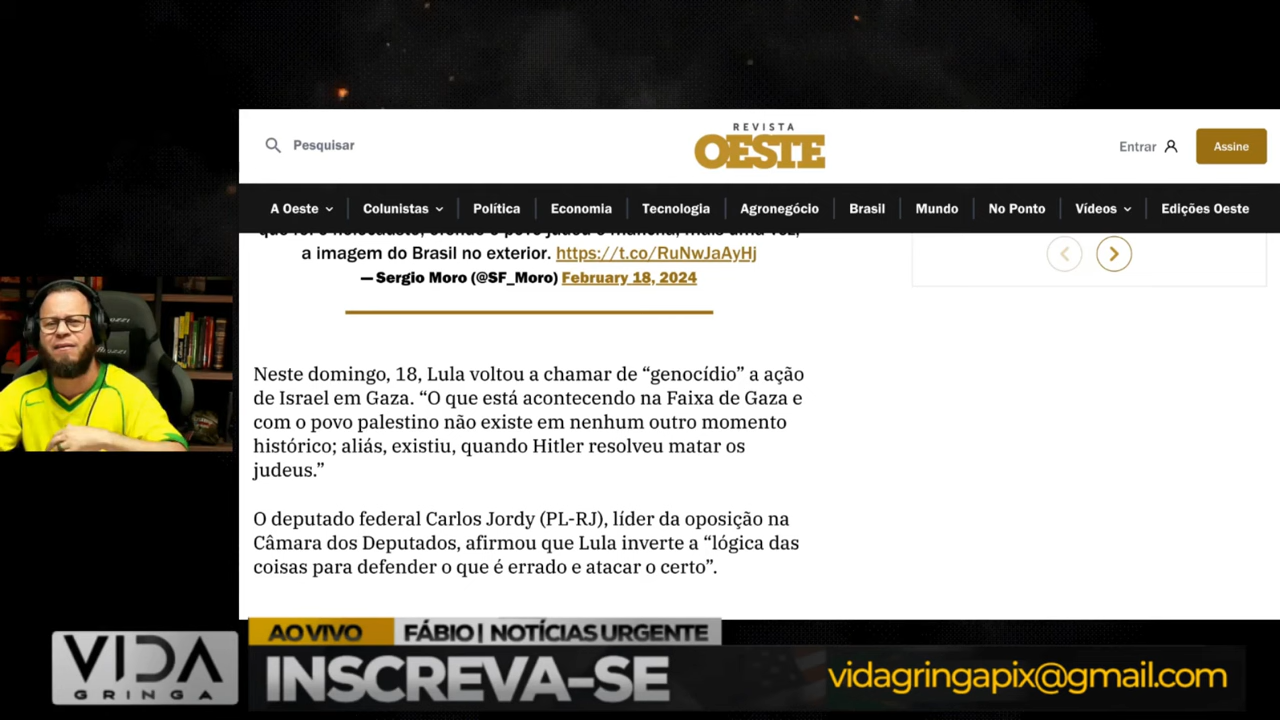 Pesquisar
REVISTA
OESTE
Entrar
Assine
A Oeste
Colunistas
Política
Economia
Tecnologia
Agronegócio
Brasil
Mundo
No Ponto
Vídeos
Edições Oeste
a imagem do Brasil no exterior. https://t.co/RuNwJaAyHj
— Sergio Moro (@SF_Moro) February 18, 2024
Neste domingo, 18, Lula voltou a chamar de “genocídio” a ação
de Israel em Gaza. “O que está acontecendo na Faixa de Gaza e
com o povo palestino não existe em nenhum outro momento
histórico; aliás, existiu, quando Hitler resolveu matar os
judeus.”
O deputado federal Carlos Jordy (PL-RJ), líder da oposição na
Câmara dos Deputados, afirmou que Lula inverte a “lógica das
coisas para defender o que é errado e atacar o certo”.
VIDA
GRINGA
AO VIVO
FÁBIO | NOTÍCIAS URGENTE
INSCREVA-SE
vidagringapix@gmail.com